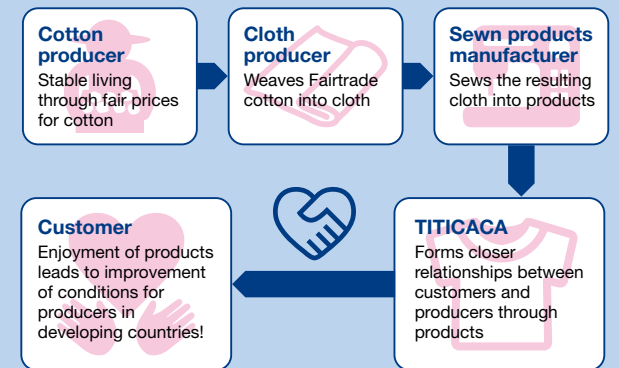 Cotton
producer
Stable living
through fair prices
for cotton
Cloth
producer
Weaves Fairtrade
cotton into cloth
Sewn products
manufacturer
Sews the resulting
cloth into products
TITICACA
Forms closer
relationships between
customers and
producers through
products
Customer
Enjoyment of products
leads to improvement
of conditions for
producers in
developing countries!